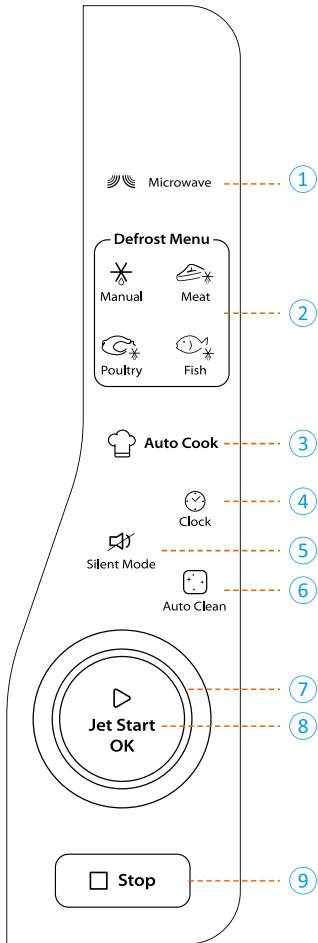 Microwave
1
Defrost Menu
Manual Meat
2
Poultry Fish
Auto Cook
3
Clock
4
Silent Mode
5
Auto Clean
6
7
Jet Start
8
OK
Stop
9